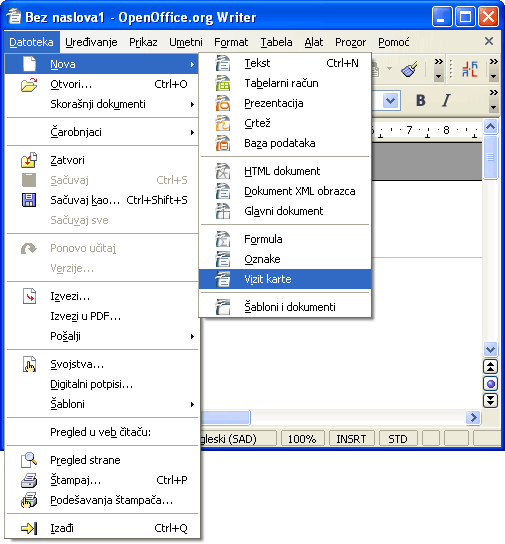 Bez naslova1 - OpenOffice.org Writer
Datoteka Uređivanje Prikaz Umetni Format Tabela Alat Prozor Pomoć
Nova
Otvori... Ctrl+O
Skorašnji dokumenti
Čarobnjaci
Zatvori
Sačuvaj Ctrl+S
Sačuvaj kao... Ctrl+Shift+S
Sačuvaj sve
Ponovo učitaj
Verzije...
Izvezi...
Izvezi u PDF...
Pošalji
Svojstva...
Digitalni potpisi...
Šabloni
Pregled u veb čitaču:
Pregled strane
Štampaj... Ctrl+P
Podešavanja štampača...
Izađi Ctrl+Q
Tekst Ctrl+N
Tabelarni račun
Prezentacija
Crtež
Baza podataka
HTML dokument
Dokument XML obrazca
Glavni dokument
Formula
Oznake
Vizit karte
Šabloni i dokumenti
B I
6 7 8
gleski (SAD) 100% INSRT STD